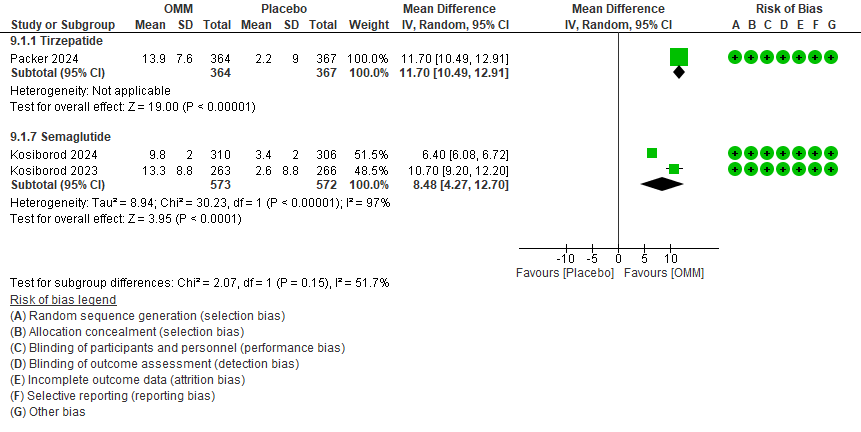 OMM Placebo Mean Difference Mean Difference Risk of Bias
Study or Subgroup Mean SD Total Mean SD Total Weight IV, Random, 95% CI IV, Random, 95% CI A B C D E F G
9.1.1 Tirzepatide
Packer 2024 13.9 7.6 364 2.2 9 367 100.0% 11.70 [10.49, 12.91] + + + + + + +
Subtotal (95% CI) 364 367 100.0% 11.70 [10.49, 12.91]
Heterogeneity: Not applicable
Test for overall effect: Z = 19.00 (P < 0.00001)
9.1.7 Semaglutide
Kosiborod 2024 9.8 2 310 3.4 2 306 51.5% 6.40 [6.08, 6.72] + + + + + + +
Kosiborod 2023 13.3 8.8 263 2.6 8.8 266 48.5% 10.70 [9.20, 12.20] + + + + + + +
Subtotal (95% CI) 573 572 100.0% 8.48 [4.27, 12.70]
Heterogeneity: Tau² = 8.94; Chi² = 30.23, df = 1 (P < 0.00001); I² = 97%
Test for overall effect: Z = 3.95 (P < 0.0001)
-10 -5 0 5 10
Favours [Placebo] Favours [OMM]
Test for subgroup differences: Chi² = 2.07, df = 1 (P = 0.15), I² = 51.7%
Risk of bias legend
(A) Random sequence generation (selection bias)
(B) Allocation concealment (selection bias)
(C) Blinding of participants and personnel (performance bias)
(D) Blinding of outcome assessment (detection bias)
(E) Incomplete outcome data (attrition bias)
(F) Selective reporting (reporting bias)
(G) Other bias